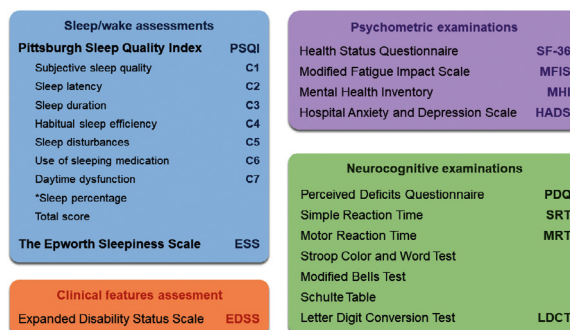 Sleep/wake assessments
Pittsburgh Sleep Quality Index PSQI
Subjective sleep quality C1
Sleep latency C2
Sleep duration C3
Habitual sleep efficiency C4
Sleep disturbances C5
Use of sleeping medication C6
Daytime dysfunction C7
*Sleep percentage
Total score
The Epworth Sleepiness Scale ESS
Clinical features assesment
Expanded Disability Status Scale EDSS
Psychometric examinations
Health Status Questionnaire SF-36
Modified Fatigue Impact Scale MFIS
Mental Health Inventory MHI
Hospital Anxiety and Depression Scale HADS
Neurocognitive examinations
Perceived Deficits Questionnaire PDQ
Simple Reaction Time SRT
Motor Reaction Time MRT
Stroop Color and Word Test
Modified Bells Test
Schulte Table
Letter Digit Conversion Test LDCT